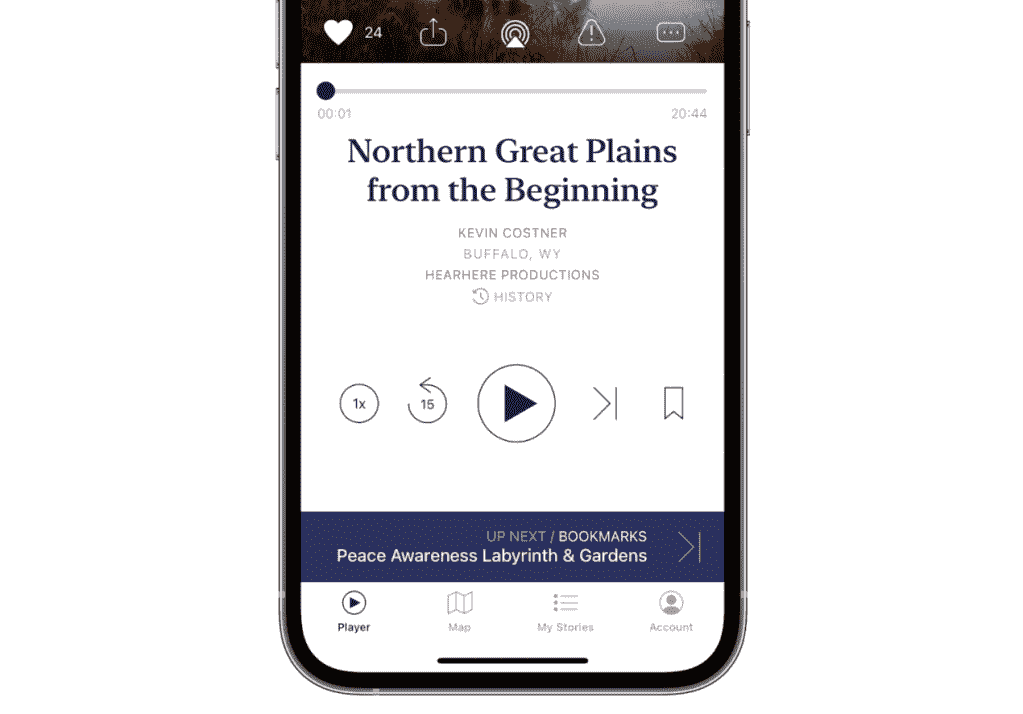 24
00:01 20:44
Northern Great Plains
from the Beginning
KEVIN COSTNER
BUFFALO, WY
HEARHERE PRODUCTIONS
HISTORY
1x 15
UP NEXT / BOOKMARKS
Peace Awareness Labyrinth & Gardens
Player Map My Stories Account